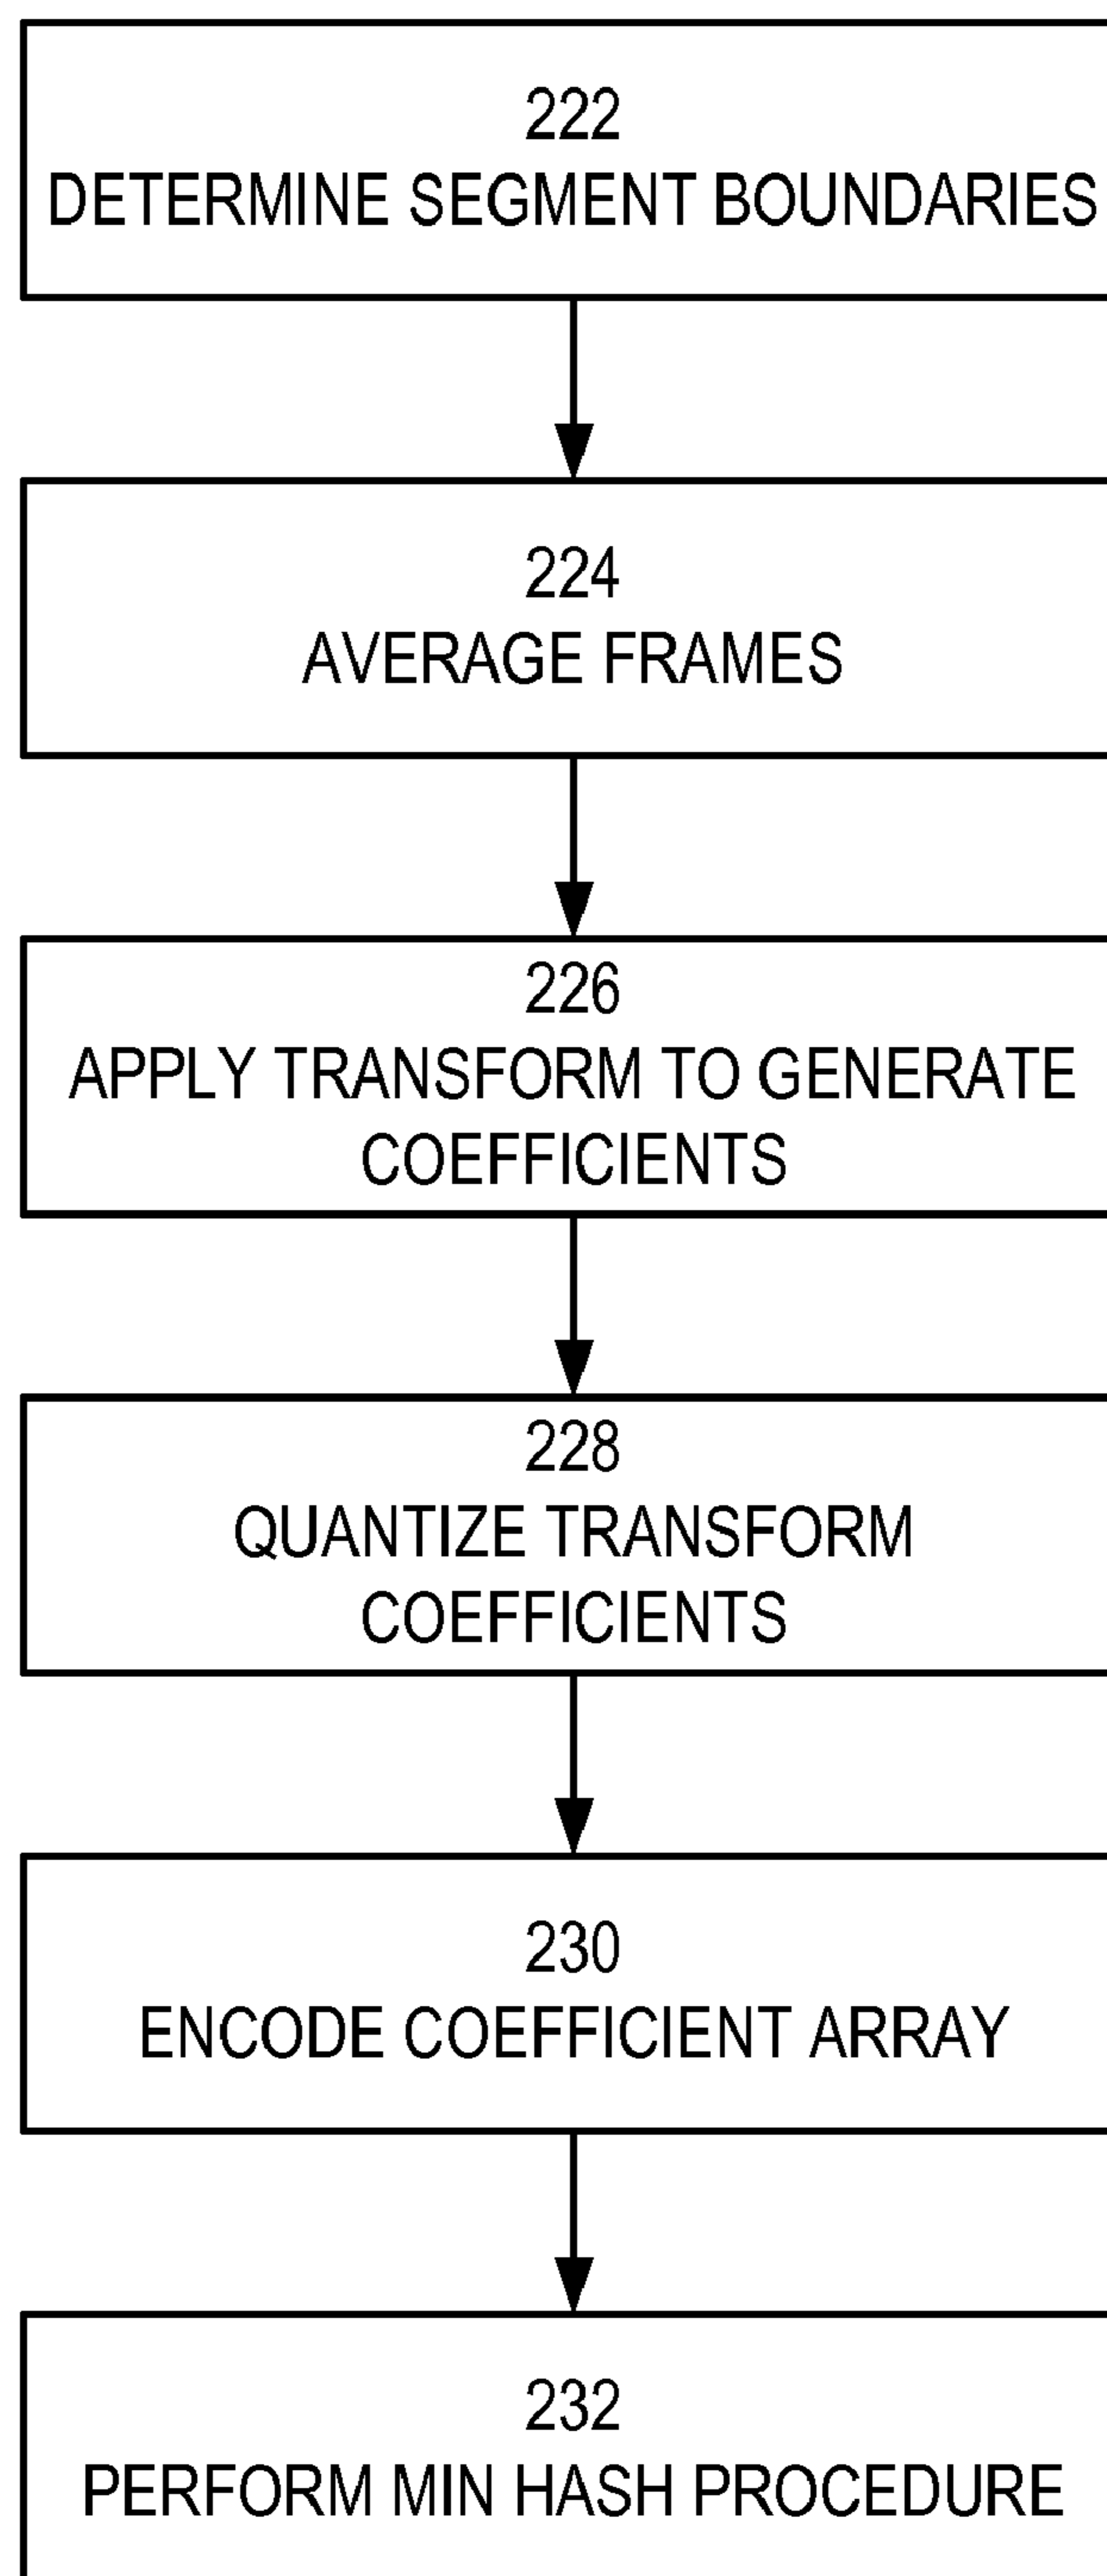 222
DETERMINE SEGMENT BOUNDARIES
224
AVERAGE FRAMES
226
APPLY TRANSFORM TO GENERATE
COEFFICIENTS
228
QUANTIZE TRANSFORM
COEFFICIENTS
230
ENCODE COEFFICIENT ARRAY
232
PERFORM MIN HASH PROCEDURE